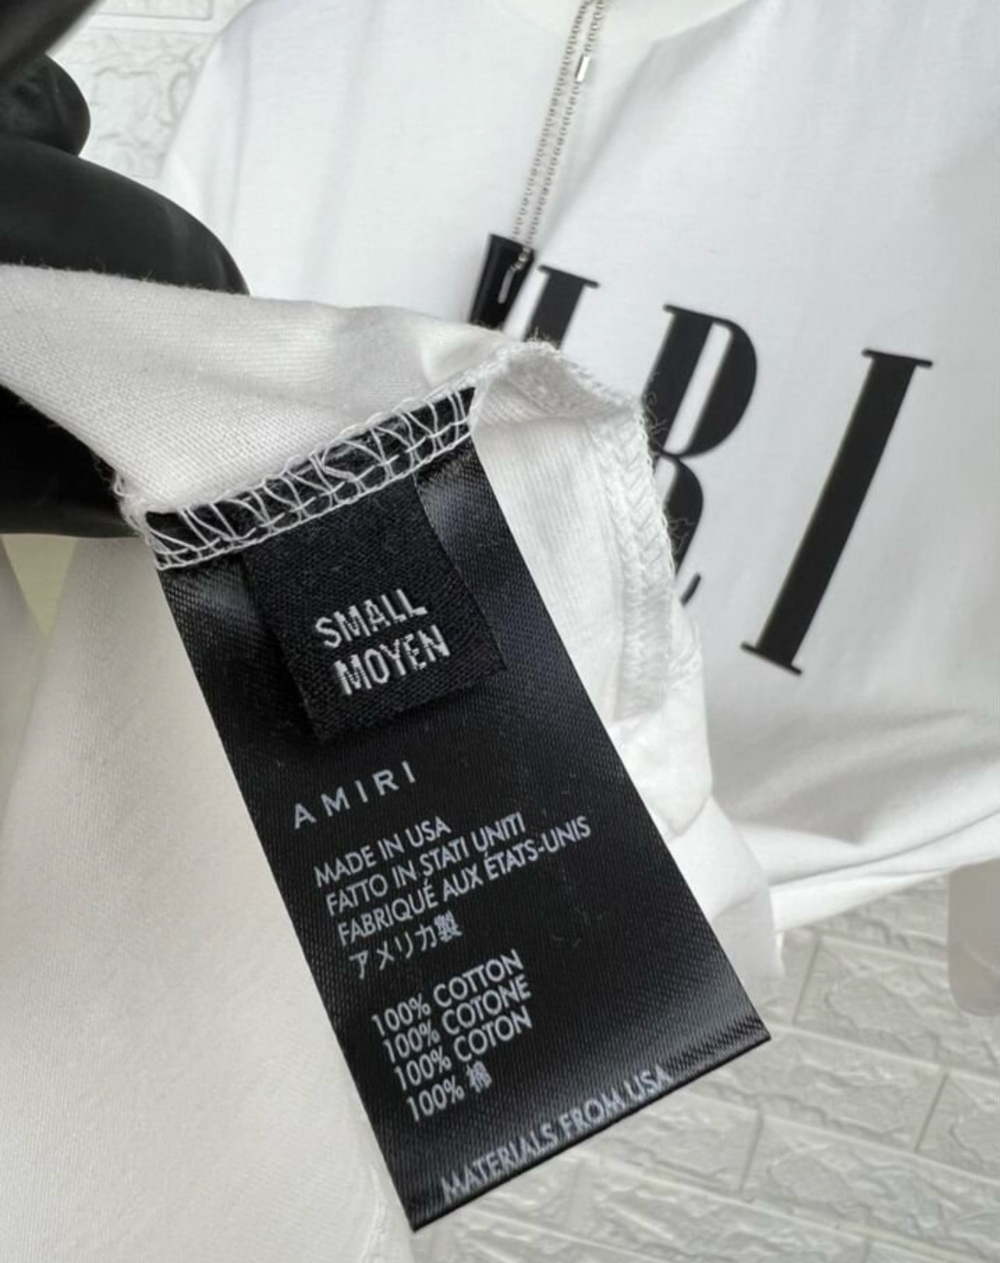 IRI
SMALL
MOYEN
AMIRI
MADE IN USA
FATTO IN STATI UNITI
FABRIQUÉ AUX ÉTATS-UNIS
アメリカ製
100% COTTON
100% COTONE
100% COTON
100% 棉
MATERIALS FROM USA